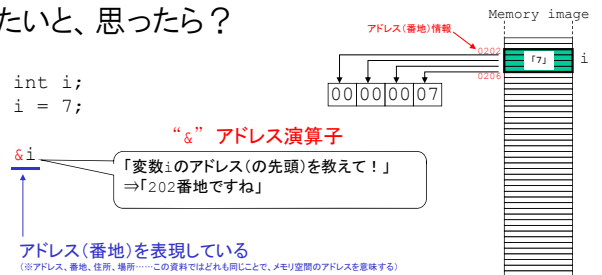 たいと、思ったら？
Memory image
アドレス(番地)情報
0202
「7」
i
0206
00 00 00 07
int i;
i = 7;
“&” アドレス演算子
&i
「変数iのアドレス(の先頭)を教えて！」
⇒「202番地ですね」
アドレス(番地)を表現している
(※アドレス、番地、住所、場所……この資料ではどれも同じことで、メモリ空間のアドレスを意味する)